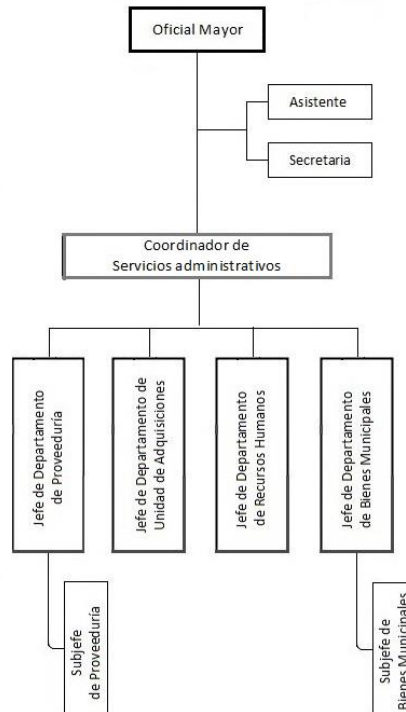 Oficial Mayor
Asistente
Secretaria
Coordinador de
Servicios administrativos
Jefe de Departamento
de Proveeduría
Jefe de Departamento de
Unidad de Adquisiciones
Jefe de Departamento
de Recursos Humanos
Jefe de Departamento
de Bienes Municipales
Subjefe
de Proveeduría
Subjefe de
Bienes Municipales